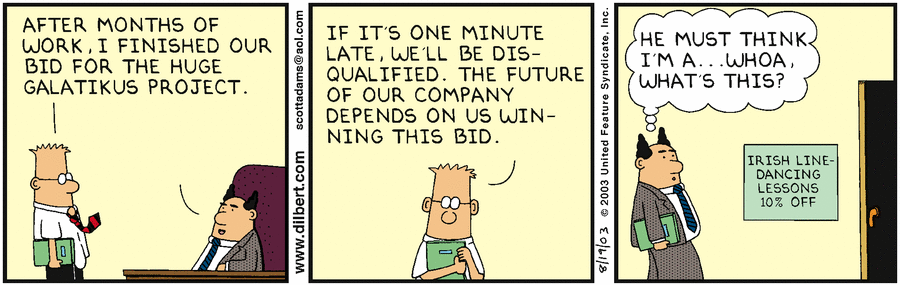 AFTER MONTHS OF
WORK, I FINISHED OUR
BID FOR THE HUGE
GALATIKUS PROJECT.
www.dilbert.com scottadams@aol.com
IF IT'S ONE MINUTE
LATE, WE'LL BE DIS-
QUALIFIED. THE FUTURE
OF OUR COMPANY
DEPENDS ON US WIN-
NING THIS BID.
8/19/03 © 2003 United Feature Syndicate, Inc.
HE MUST THINK
I'M A...WHOA,
WHAT'S THIS?
IRISH LINE-
DANCING
LESSONS
10% OFF